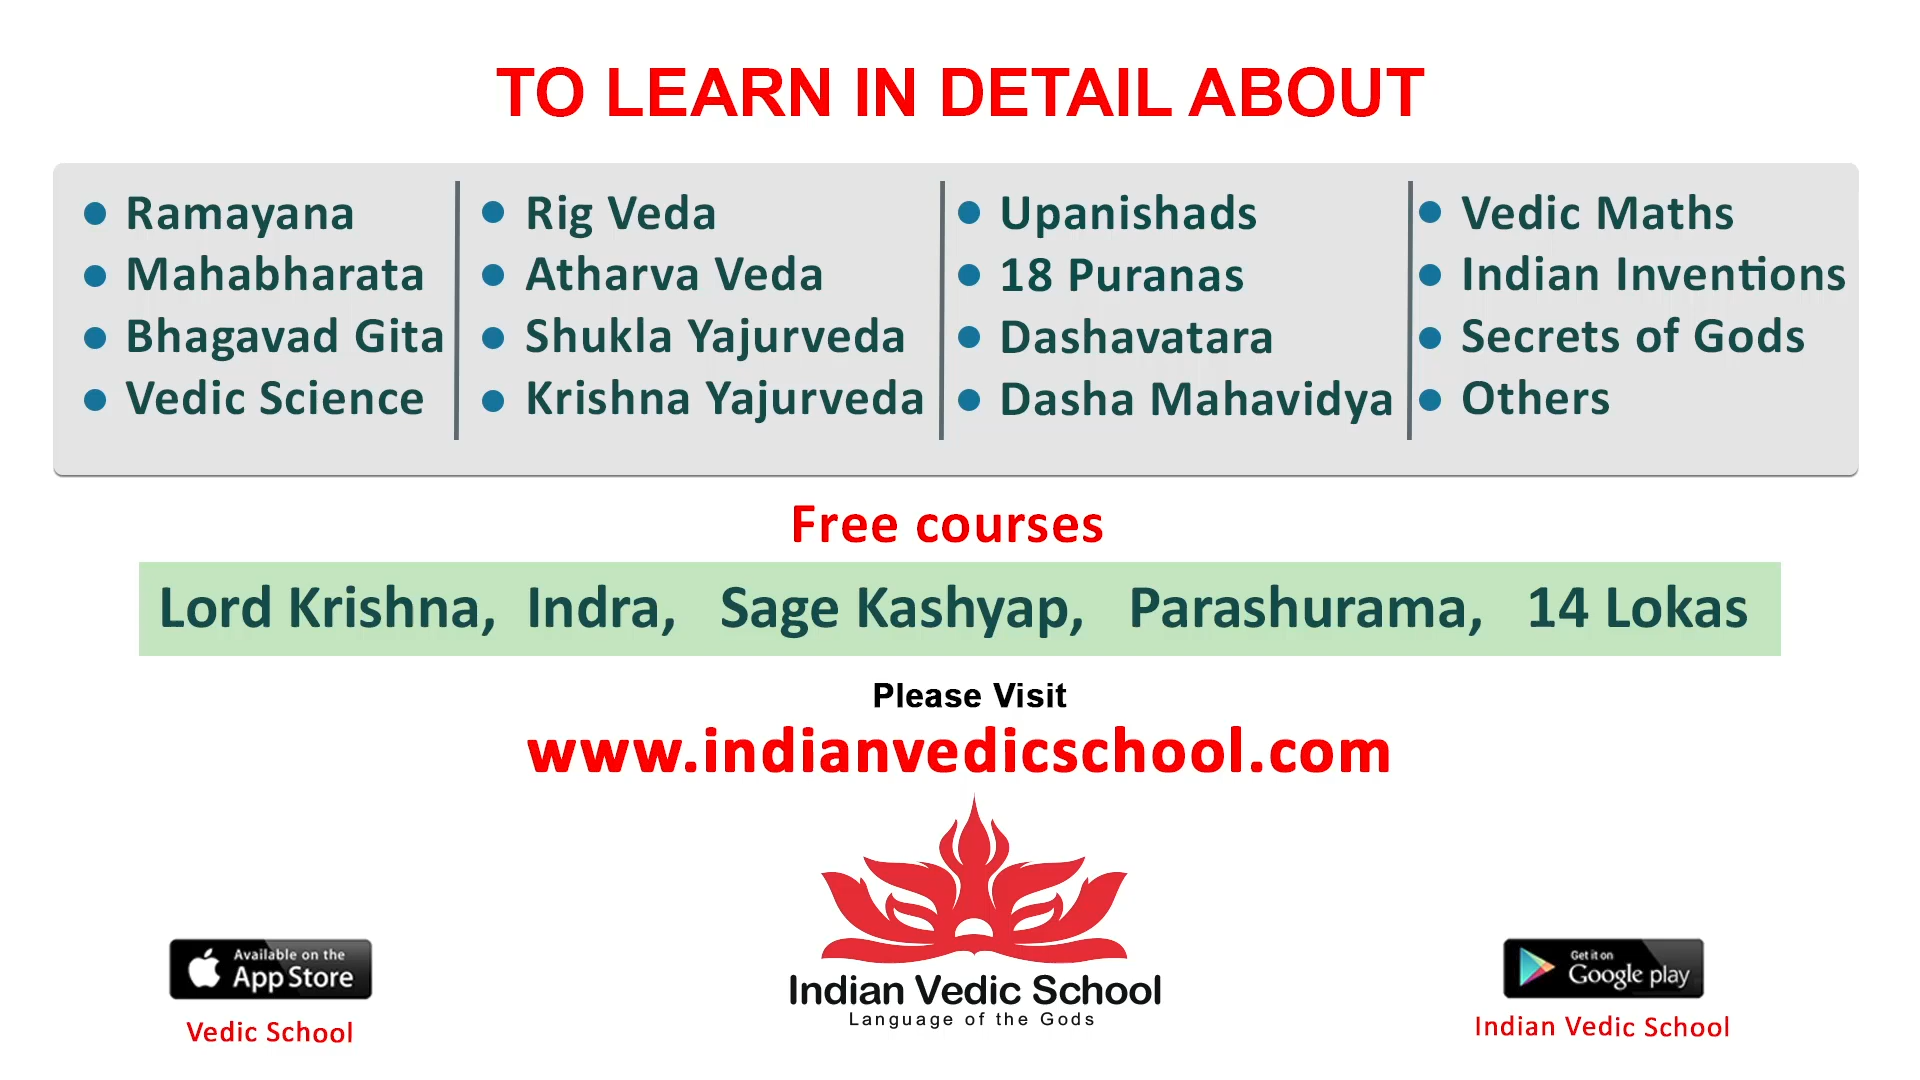 TO LEARN IN DETAIL ABOUT
Ramayana
Mahabharata
Bhagavad Gita
Vedic Science
Rig Veda
Atharva Veda
Shukla Yajurveda
Krishna Yajurveda
Upanishads
18 Puranas
Dashavatara
Dasha Mahavidya
Vedic Maths
Indian Inventions
Secrets of Gods
Others
Free courses
Lord Krishna, Indra, Sage Kashyap, Parashurama, 14 Lokas
Please Visit
www.indianvedicschool.com
Indian Vedic School
Language of the Gods
Available on the
App Store
Vedic School
Get it on
Google play
Indian Vedic School